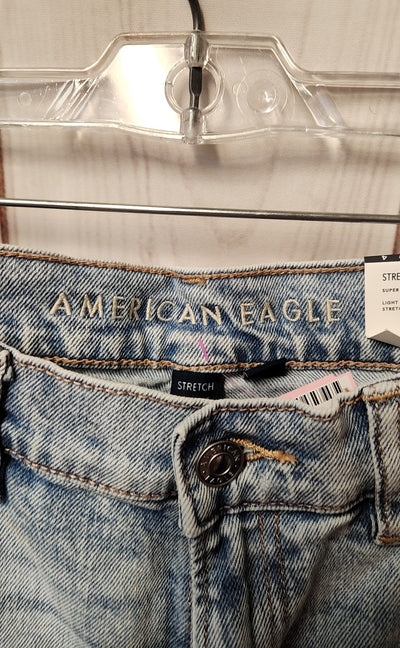 AMERICAN EAGLE
STRETCH
STRE
SUPER
LIGHT
STRETC